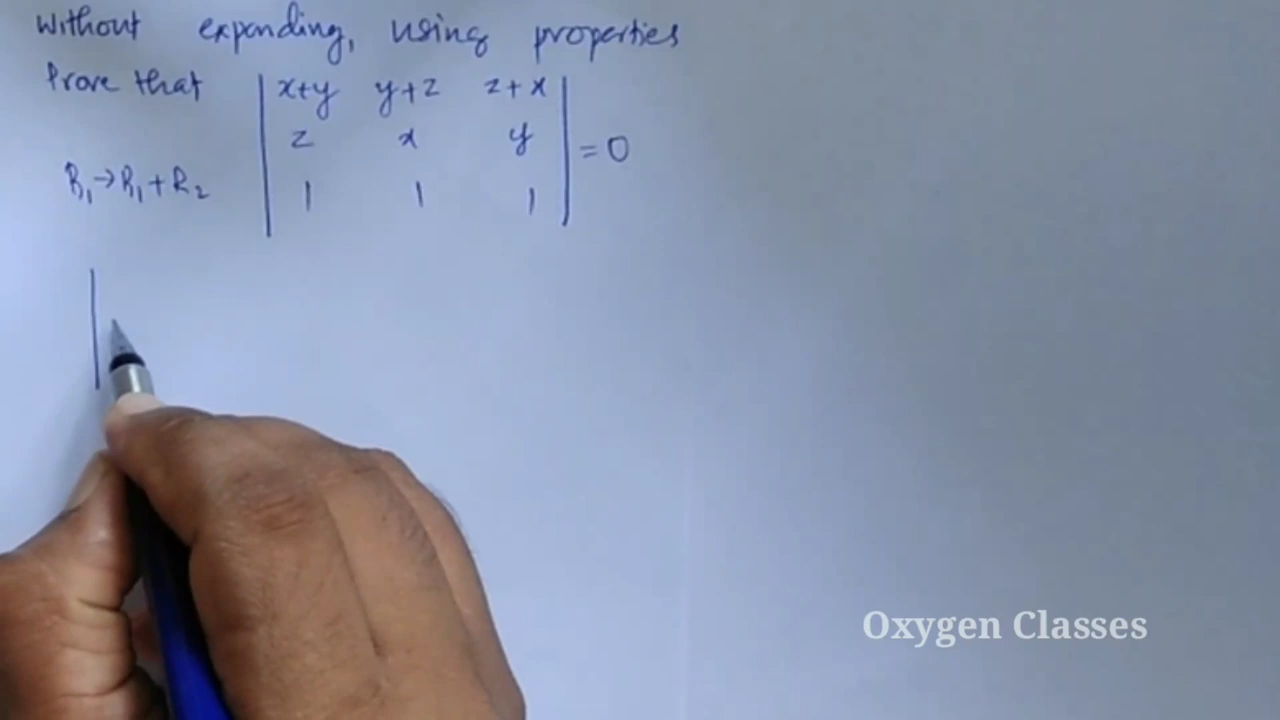 Without expanding, using properties
Prove that | x+y y+z z+x |
| z x y | = 0
R₁→R₁+R₂ | 1 1 1 |
Oxygen Classes